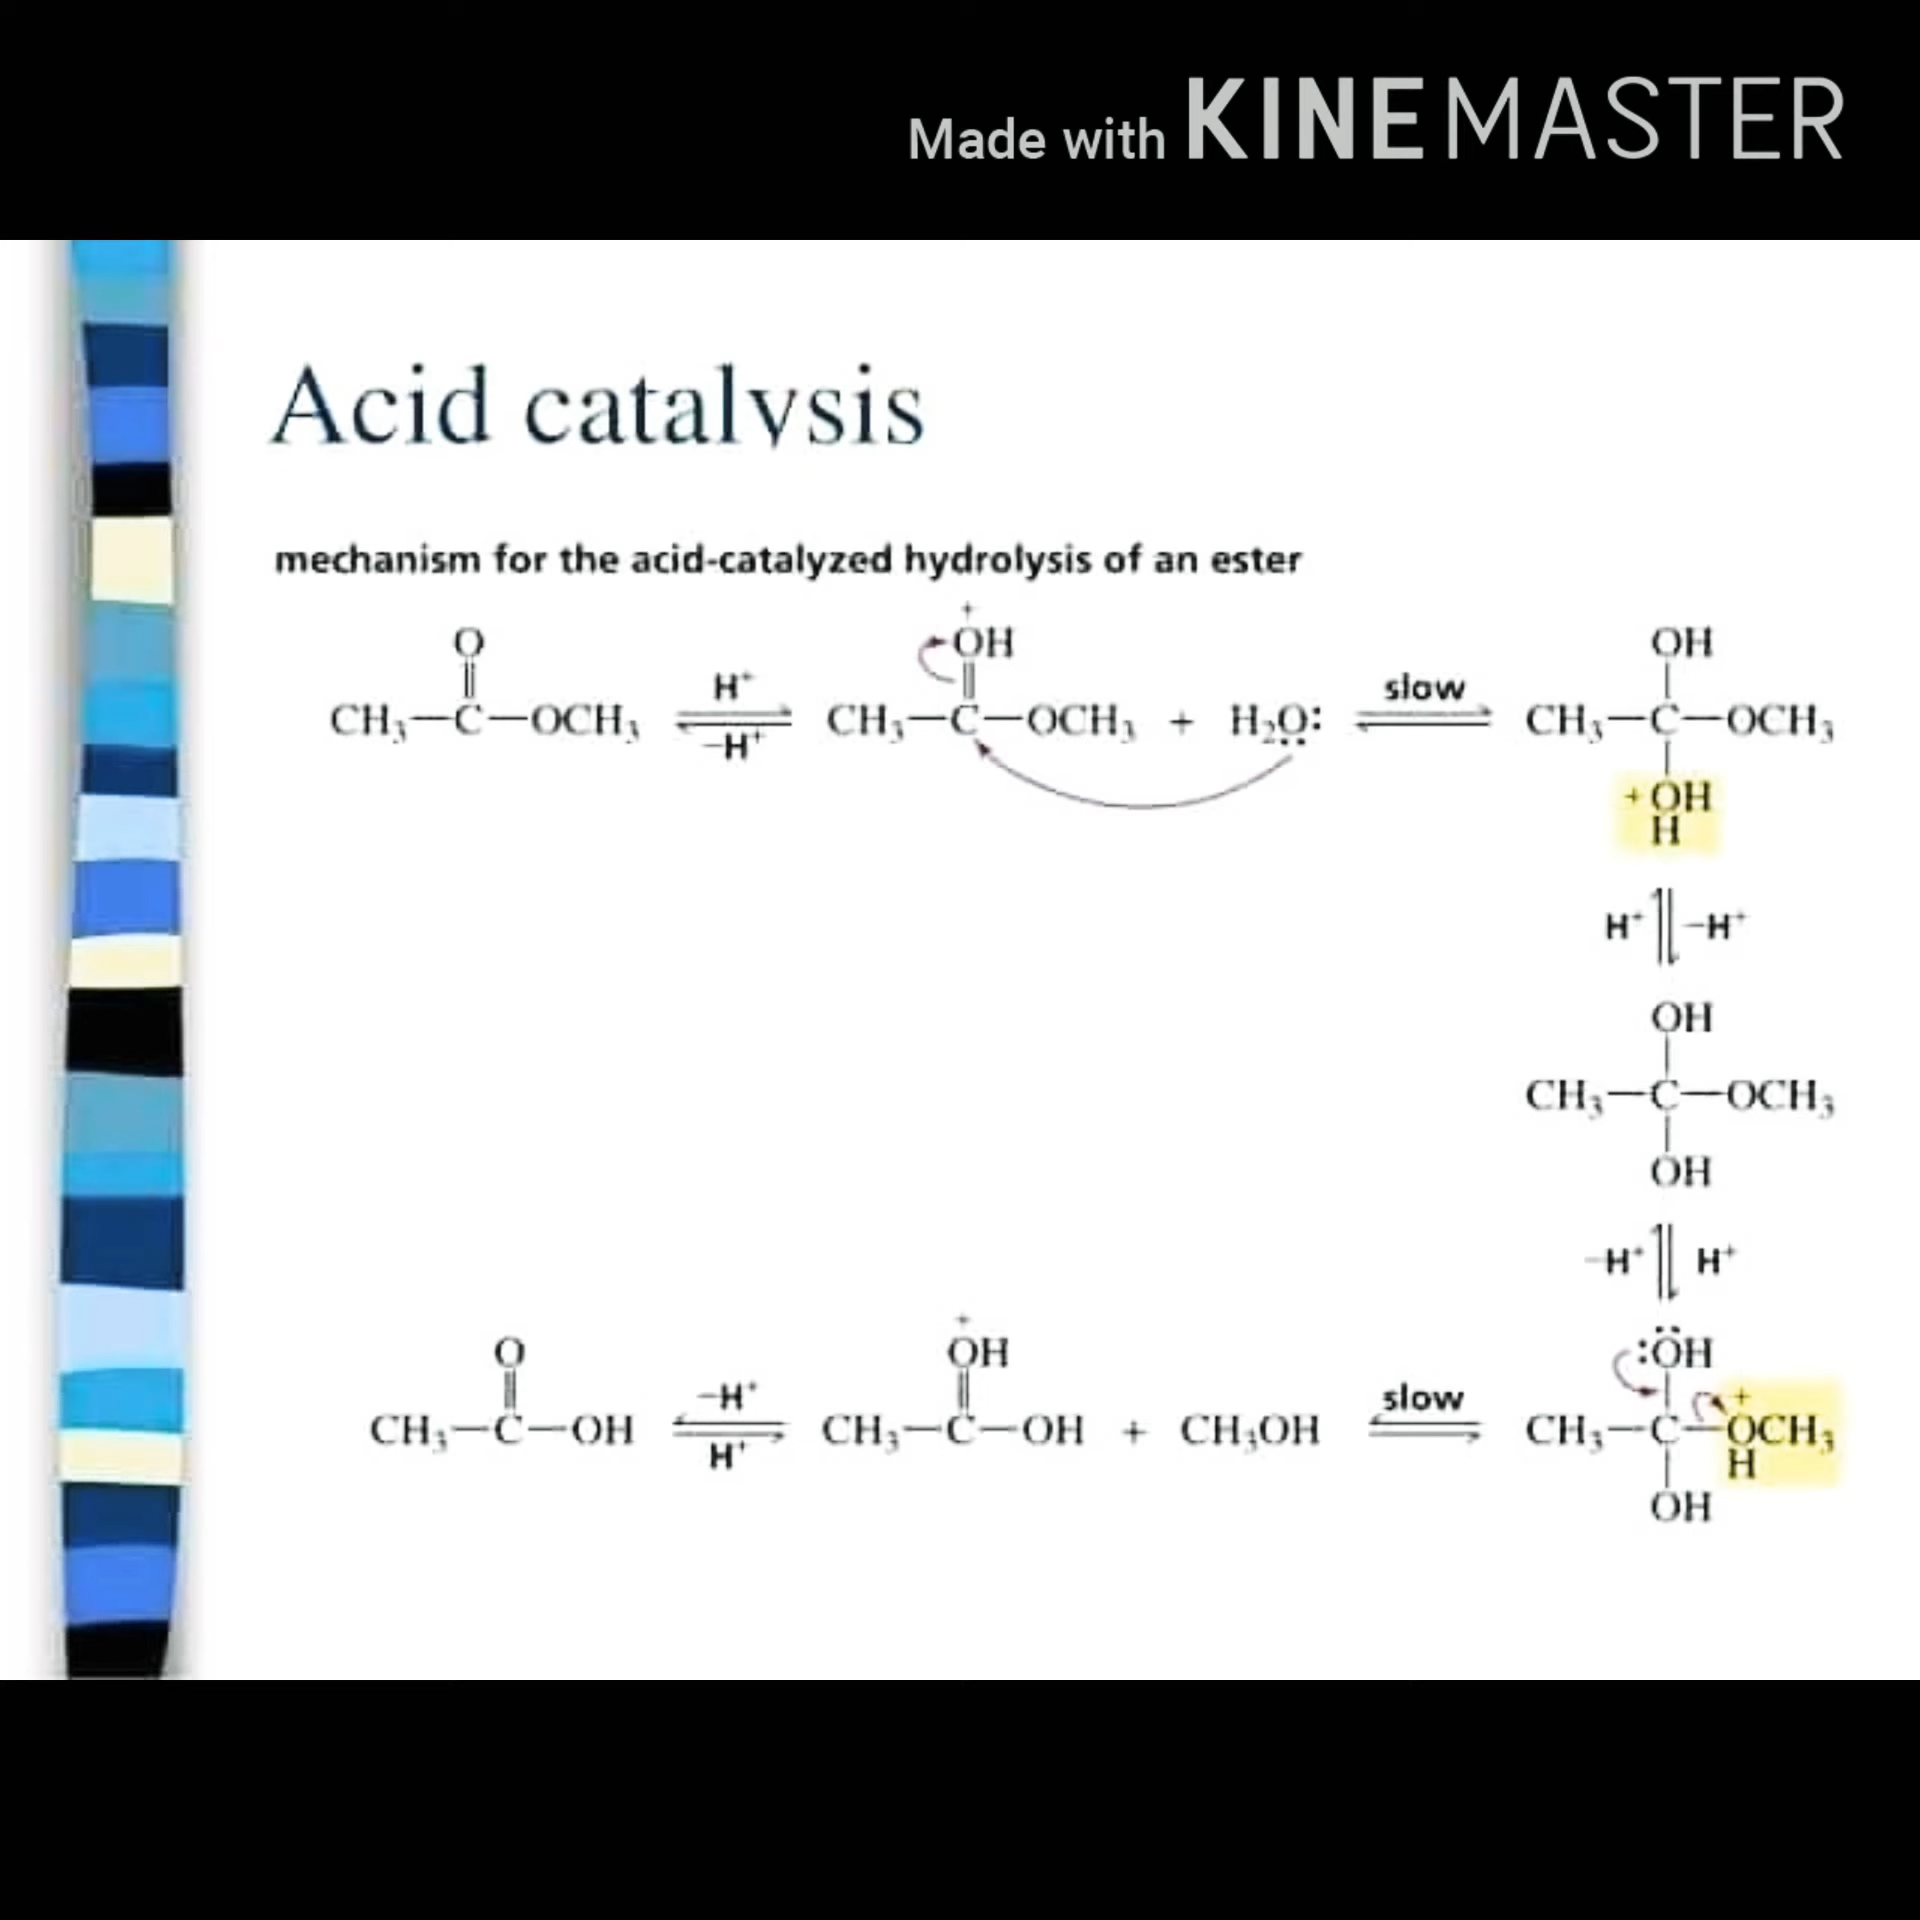 Made with KINEMASTER
Acid catalysis
mechanism for the acid-catalyzed hydrolysis of an ester
O
CH₃—C—OCH₃
H⁺
−H⁺
+
OH
CH₃—C—OCH₃ + H₂O:
slow
OH
CH₃—C—OCH₃
+ OH
H
H⁺ −H⁺
OH
CH₃—C—OCH₃
OH
−H⁺ H⁺
:OH
CH₃—C—OCH₃
+
H
OH
slow
+
OH
CH₃—C—OH + CH₃OH
−H⁺
H⁺
O
CH₃—C—OH